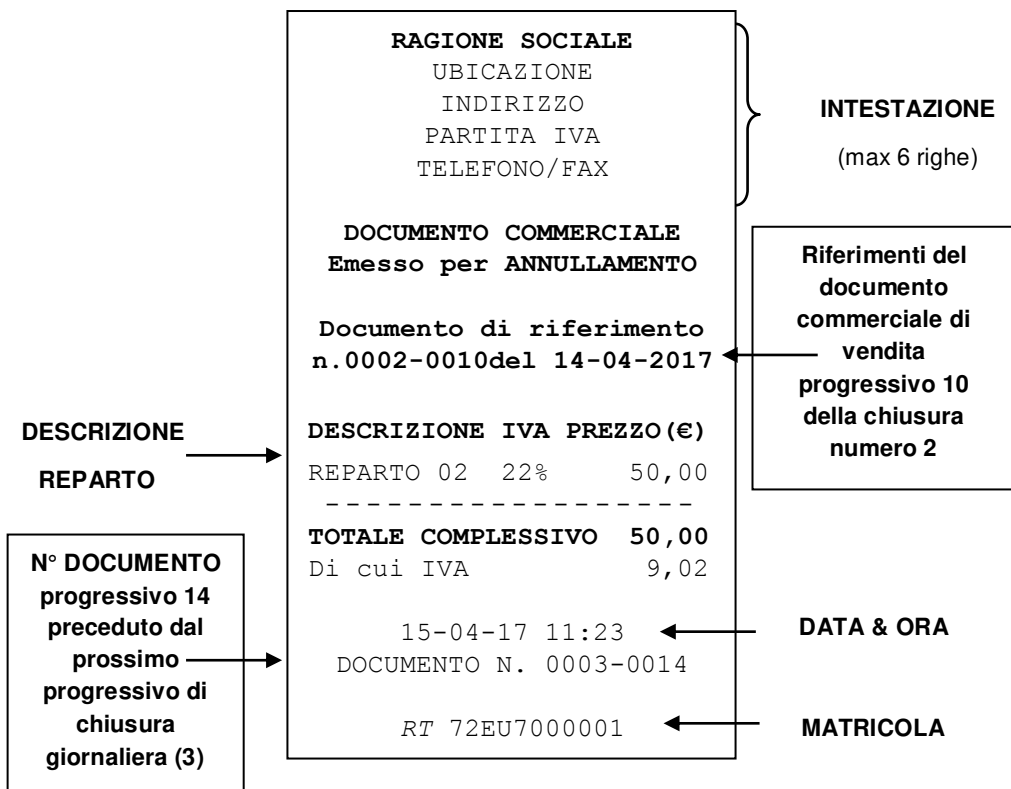 RAGIONE SOCIALE
UBICAZIONE
INDIRIZZO
PARTITA IVA
TELEFONO/FAX
INTESTAZIONE
(max 6 righe)
DOCUMENTO COMMERCIALE
Emesso per ANNULLAMENTO
Documento di riferimento
n.0002-0010del 14-04-2017
Riferimenti del
documento
commerciale di
vendita
progressivo 10
della chiusura
numero 2
DESCRIZIONE
REPARTO
DESCRIZIONE IVA PREZZO(€)
REPARTO 02 22% 50,00
------------------
TOTALE COMPLESSIVO 50,00
Di cui IVA 9,02
N° DOCUMENTO
progressivo 14
preceduto dal
prossimo
progressivo di
chiusura
giornaliera (3)
15-04-17 11:23
DOCUMENTO N. 0003-0014
DATA & ORA
RT 72EU7000001
MATRICOLA